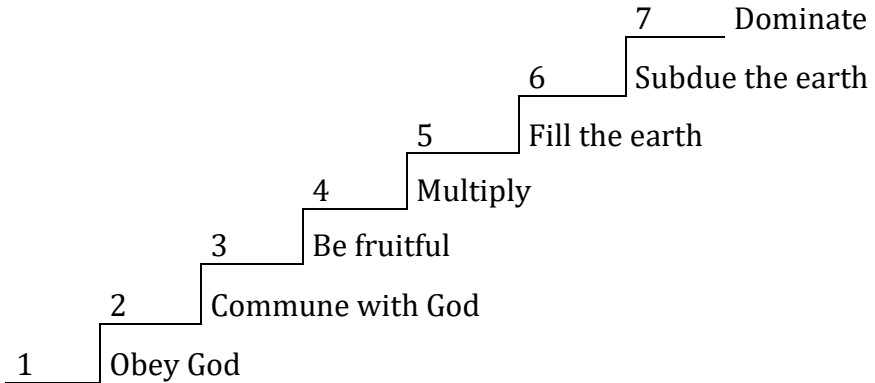 7 Dominate
6 Subdue the earth
5 Fill the earth
4 Multiply
3 Be fruitful
2 Commune with God
1 Obey God